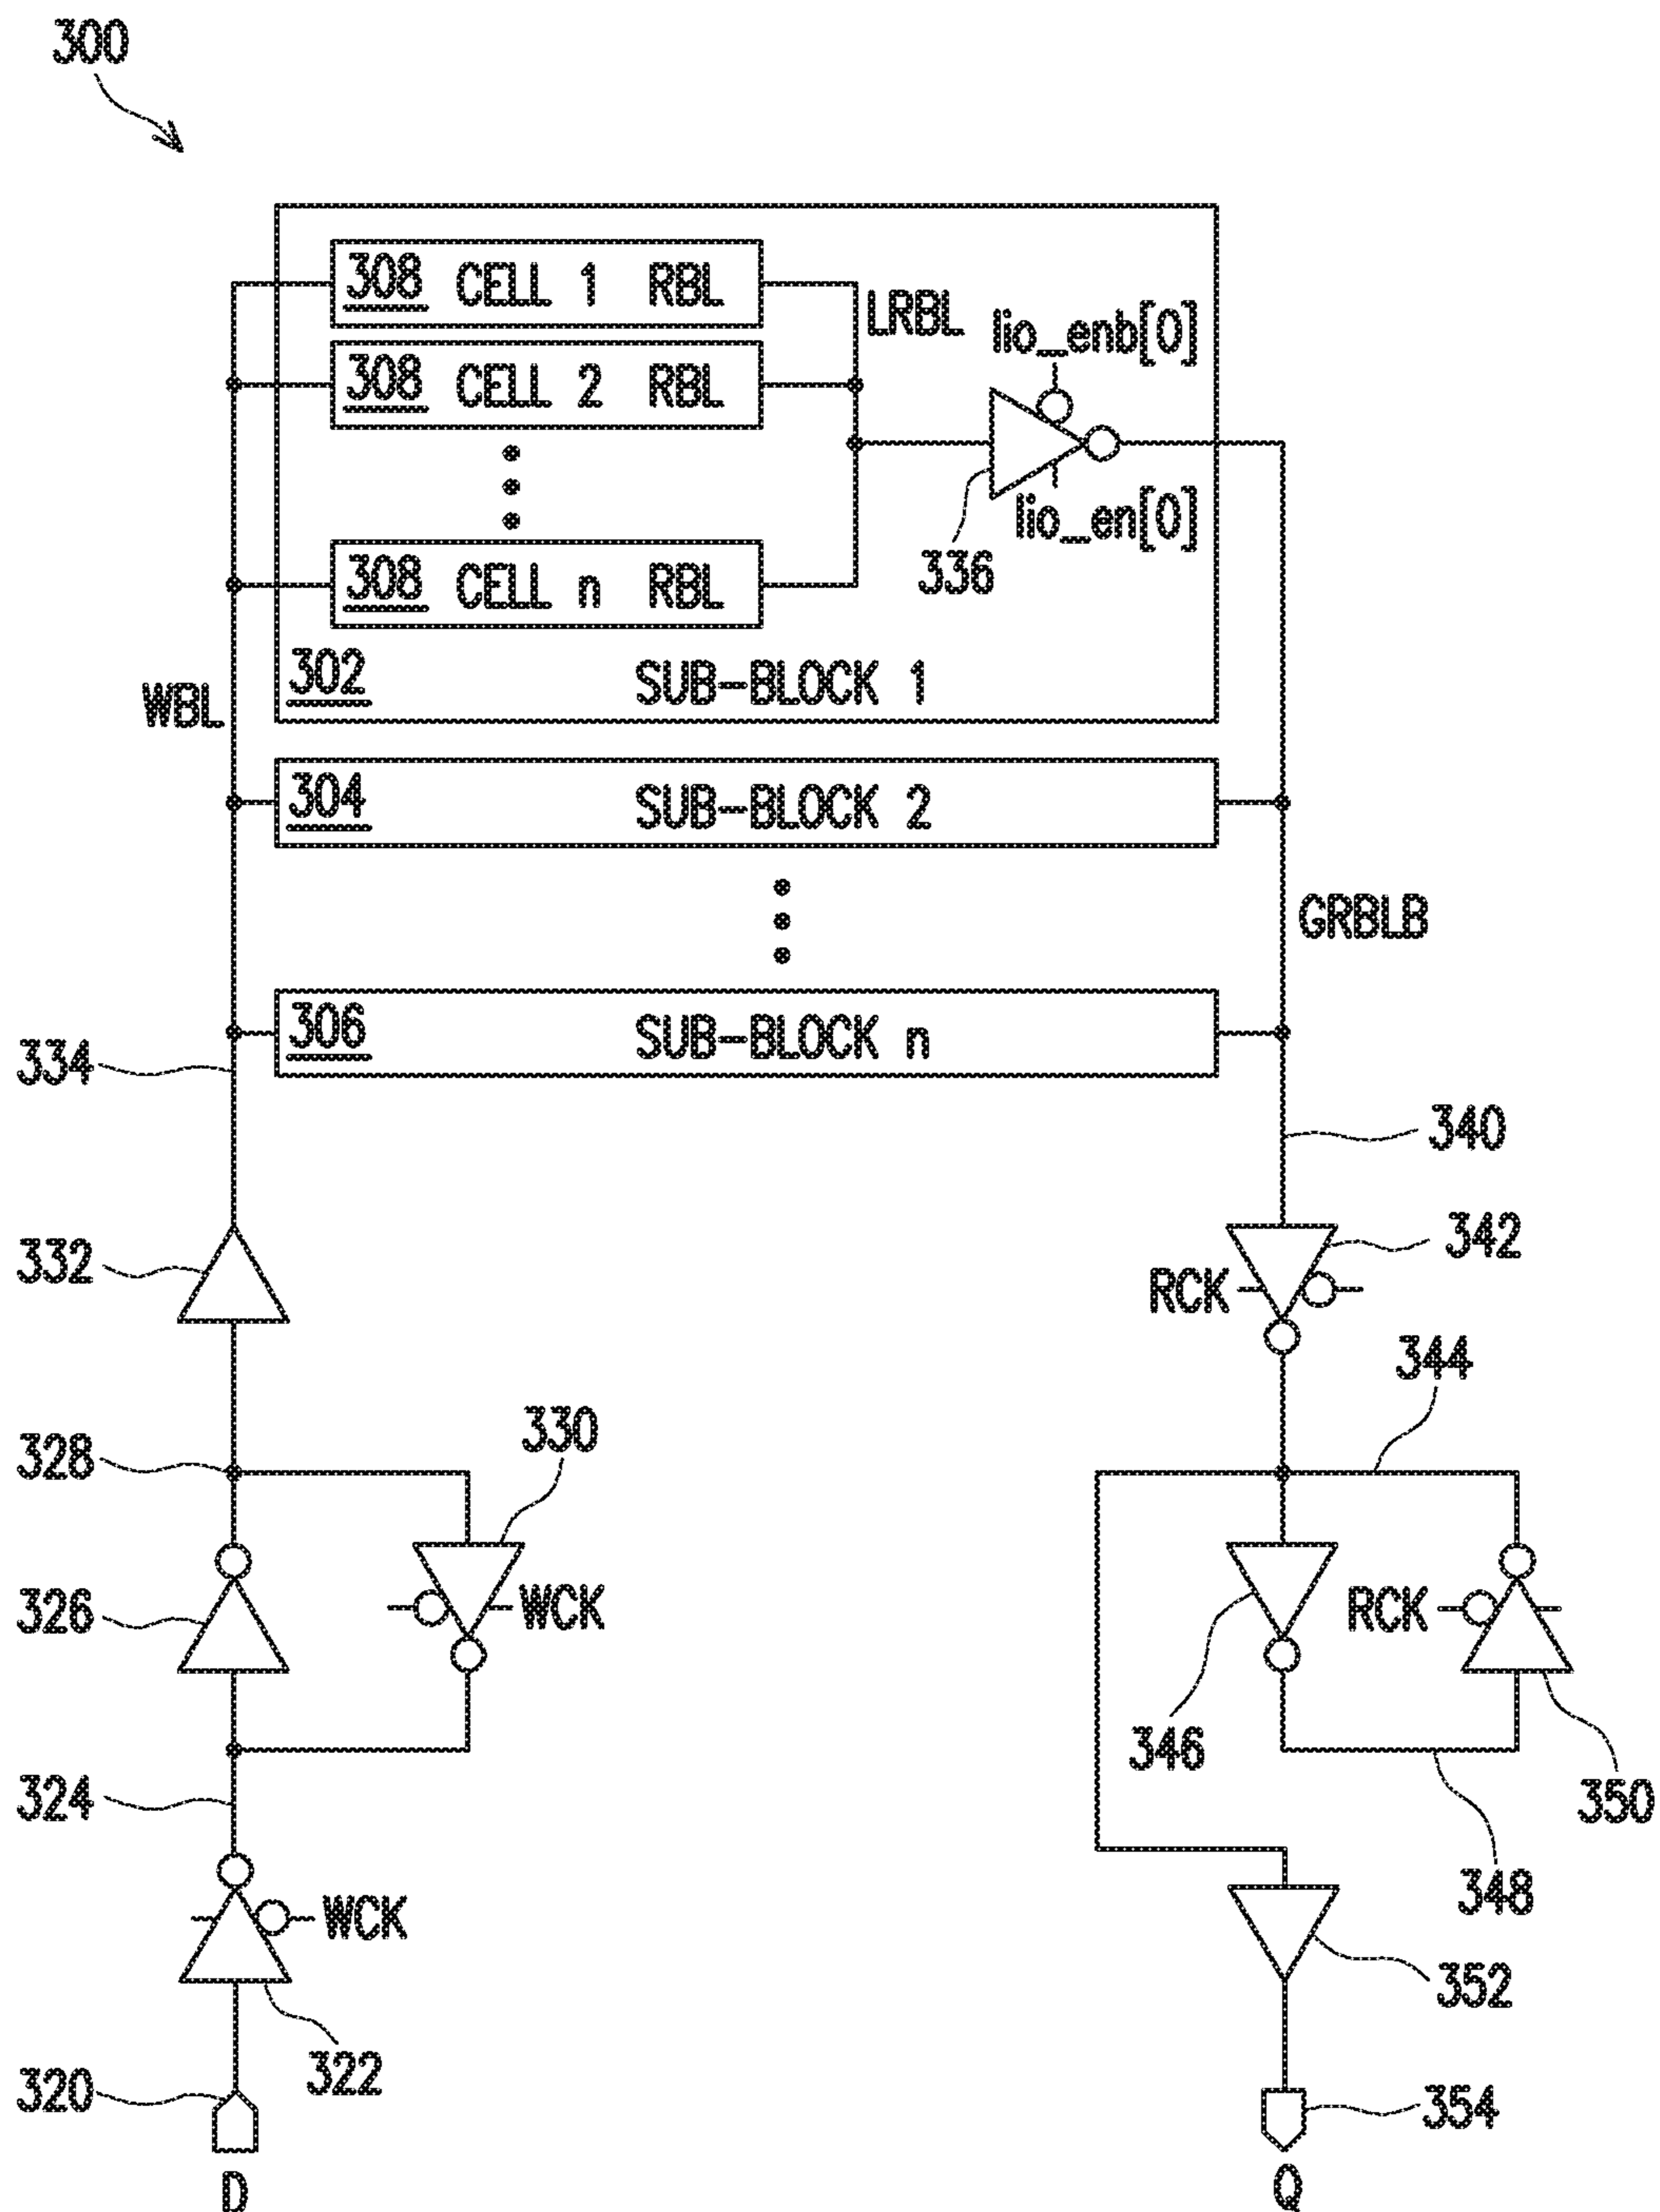 300
308 CELL 1 RBL
LRBL
lio_enb[0]
308 CELL 2 RBL
lio_en[0]
336
308 CELL n RBL
302 SUB-BLOCK 1
WBL
304 SUB-BLOCK 2
GRBLB
306 SUB-BLOCK n
334
340
332
342
RCK
344
328
330
326
WCK
RCK
346
324
350
348
WCK
352
322
320
354
D
Q